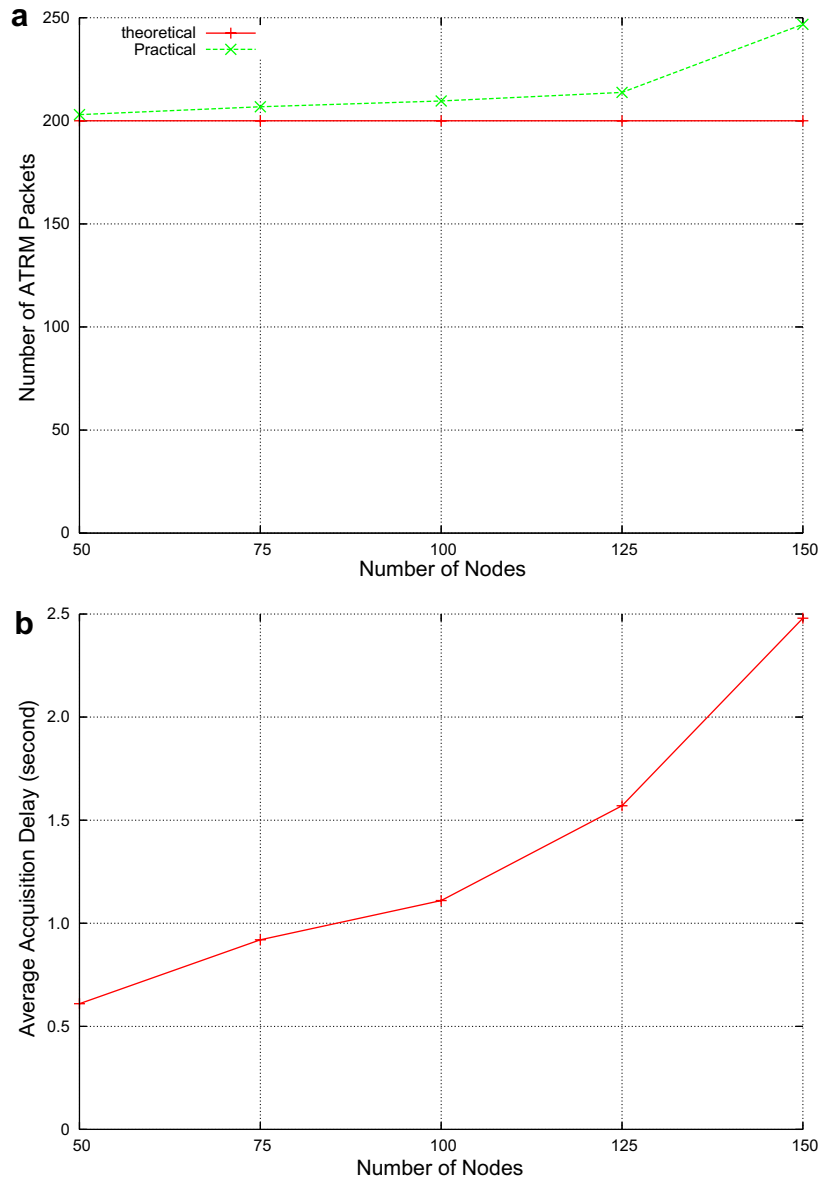 a
theoretical
Practical
250
200
150
100
50
0
Number of ATRM Packets
50 75 100 125 150
Number of Nodes
b
2.5
2.0
1.5
1.0
0.5
0
Average Acquisition Delay (second)
50 75 100 125 150
Number of Nodes